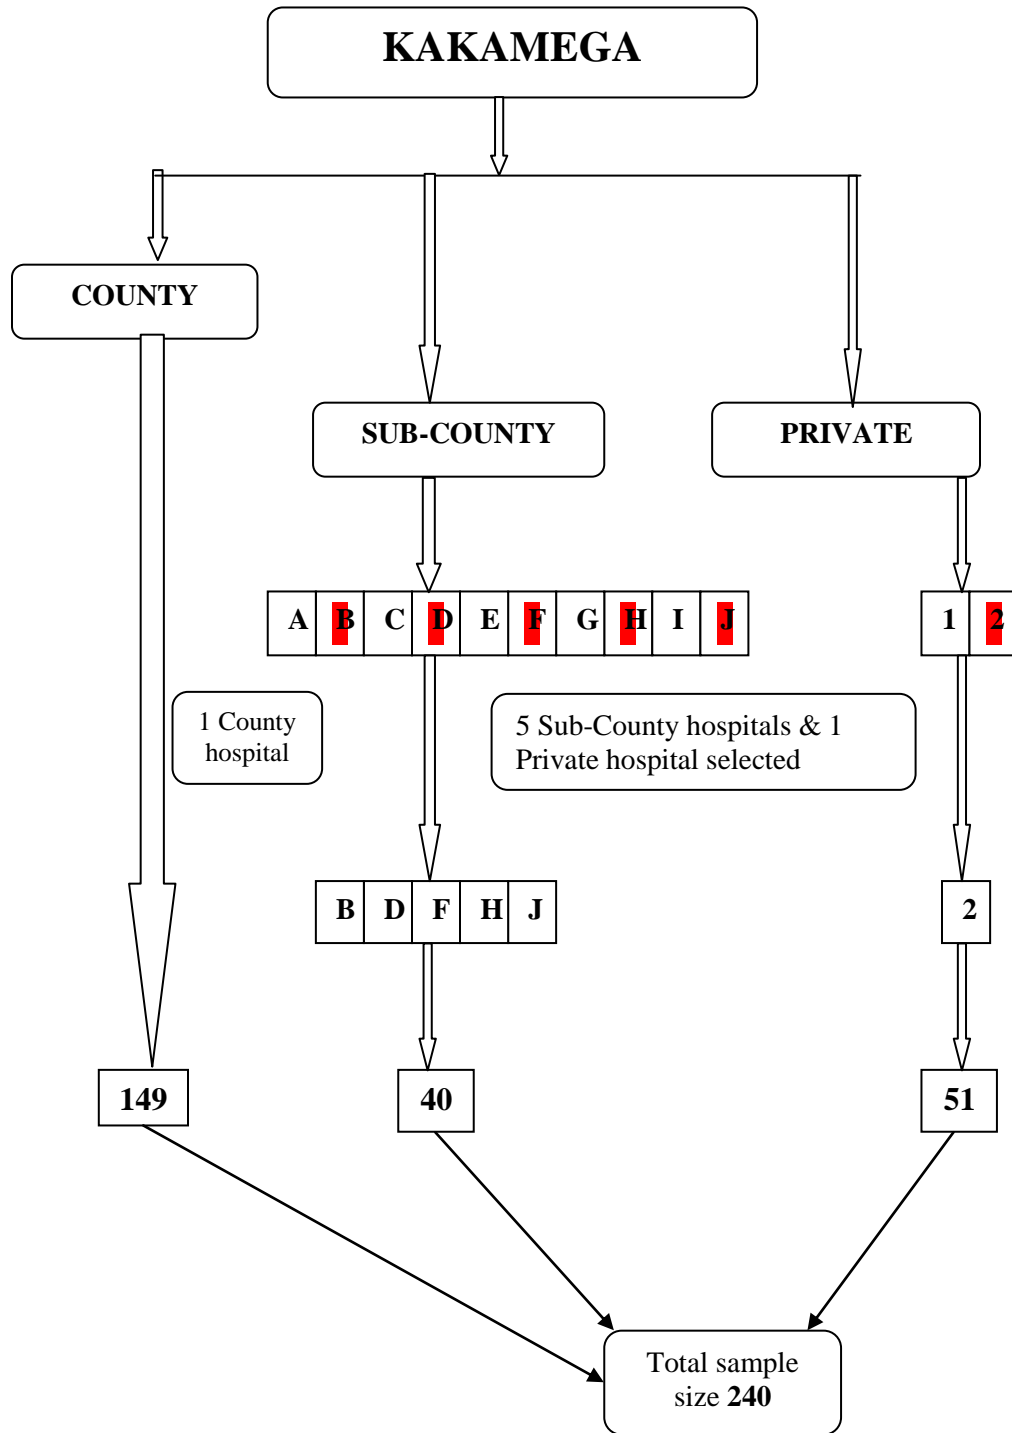 KAKAMEGA
COUNTY
SUB-COUNTY
PRIVATE
A B C D E F G H I J
1 2
1 County
hospital
5 Sub-County hospitals & 1
Private hospital selected
B D F H J
2
149
40
51
Total sample
size 240